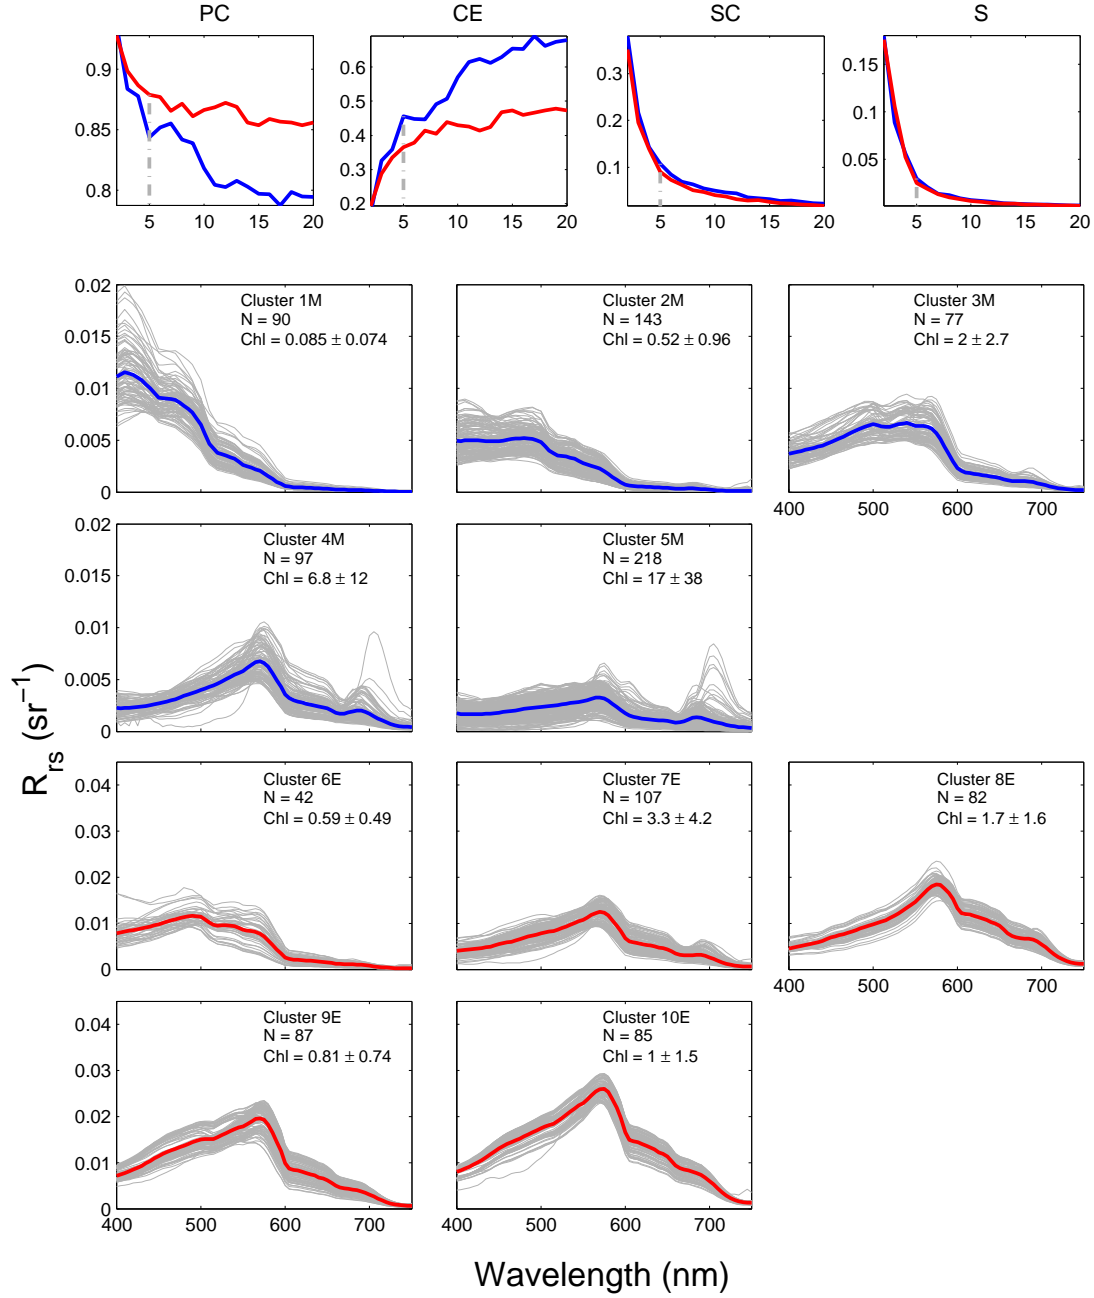 PC CE SC S
0.9
0.85
0.8
5 10 15 20
0.6
0.5
0.4
0.3
0.2
5 10 15 20
0.3
0.2
0.1
5 10 15 20
0.15
0.1
0.05
5 10 15 20
R_rs (sr⁻¹)
0.02
0.015
0.01
0.005
0
Cluster 1M
N = 90
Chl = 0.085 ± 0.074
Cluster 2M
N = 143
Chl = 0.52 ± 0.96
Cluster 3M
N = 77
Chl = 2 ± 2.7
400 500 600 700
0.02
0.015
0.01
0.005
0
Cluster 4M
N = 97
Chl = 6.8 ± 12
Cluster 5M
N = 218
Chl = 17 ± 38
0.04
0.03
0.02
0.01
0
Cluster 6E
N = 42
Chl = 0.59 ± 0.49
Cluster 7E
N = 107
Chl = 3.3 ± 4.2
Cluster 8E
N = 82
Chl = 1.7 ± 1.6
400 500 600 700
0.04
0.03
0.02
0.01
0
Cluster 9E
N = 87
Chl = 0.81 ± 0.74
400 500 600 700
Cluster 10E
N = 85
Chl = 1 ± 1.5
400 500 600 700
Wavelength (nm)